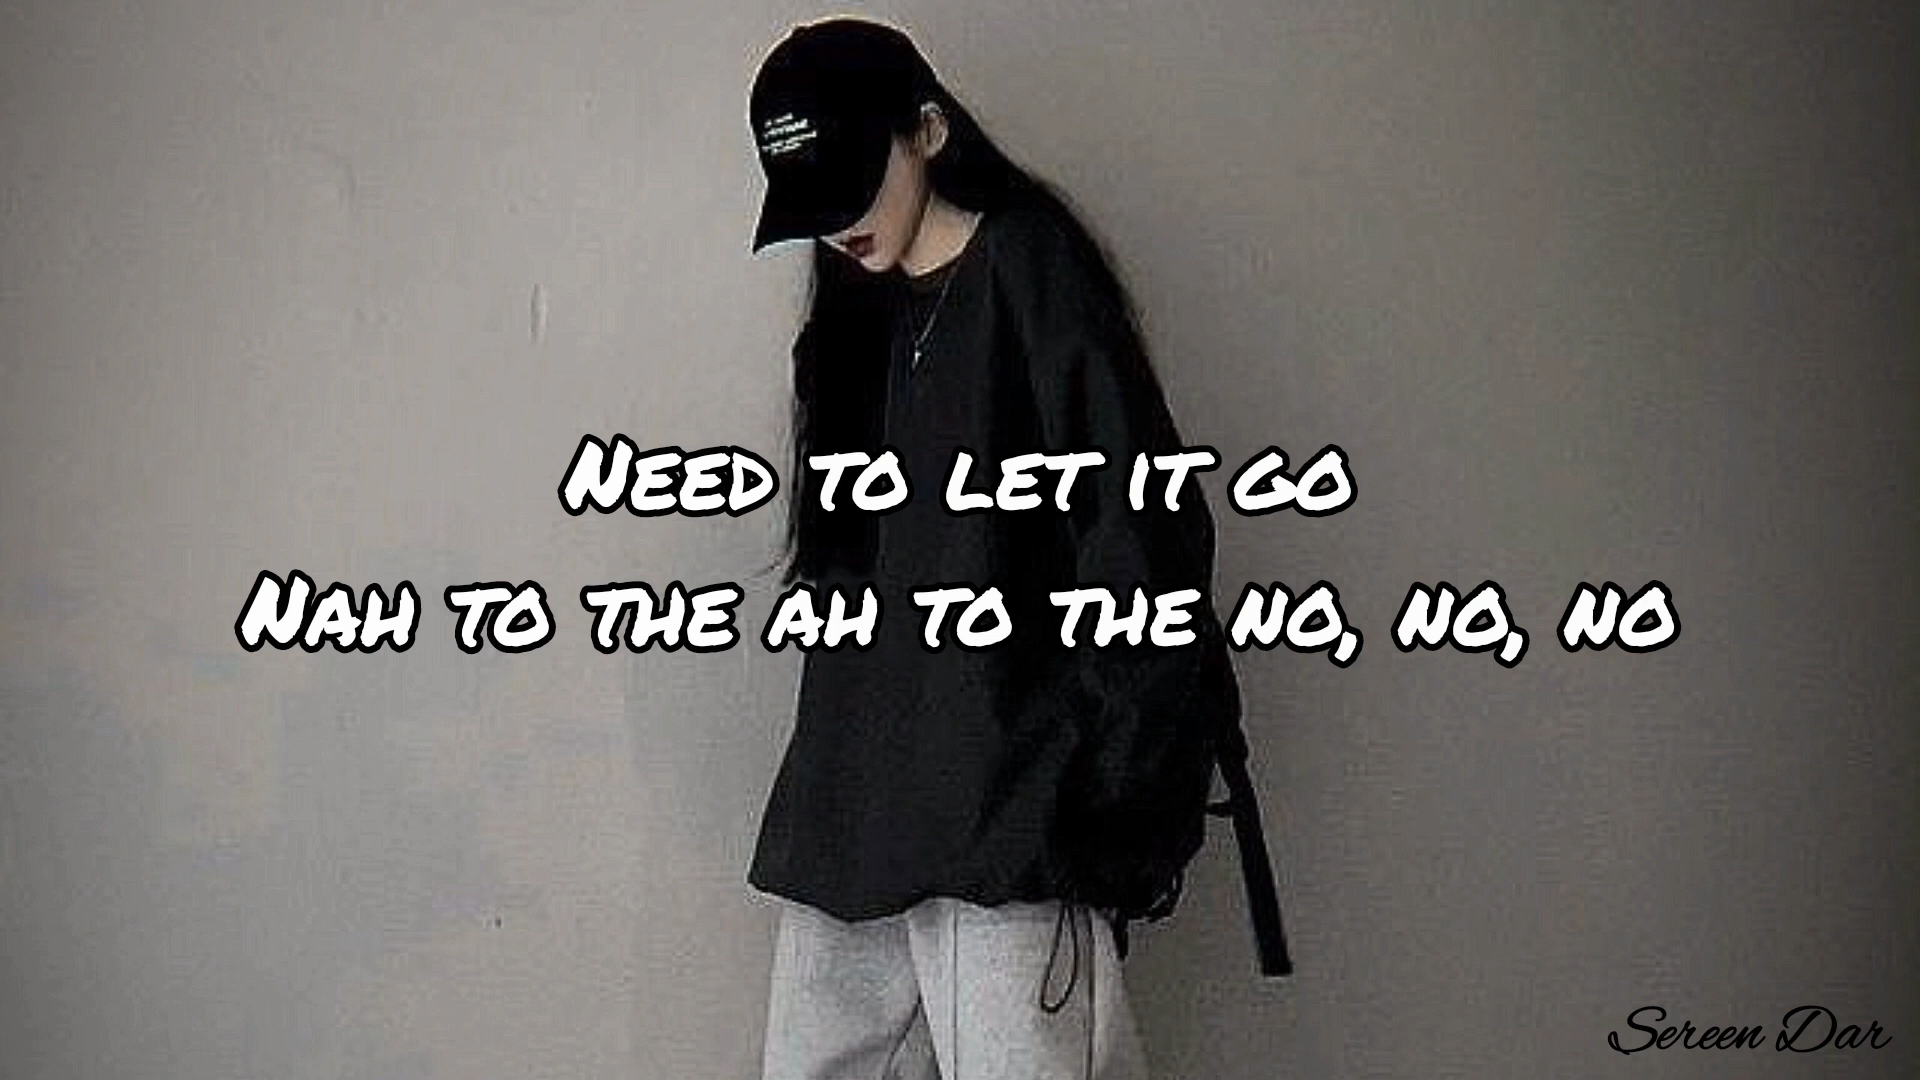 Need to let it go
Nah to the ah to the no, no, no
Sereen Dar